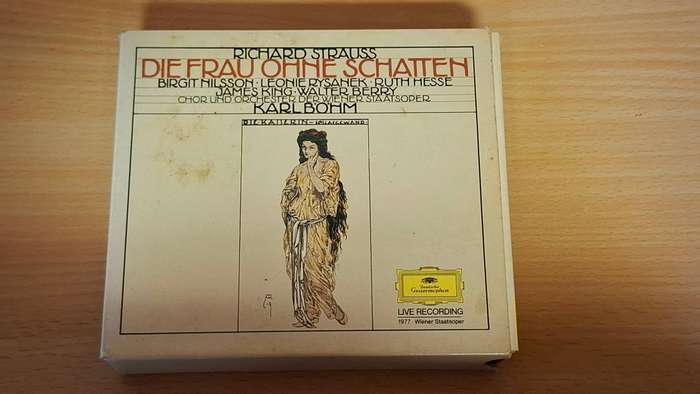 RICHARD STRAUSS
DIE FRAU OHNE SCHATTEN
BIRGIT NILSSON · LEONIE RYSANEK · RUTH HESSE
JAMES KING · WALTER BERRY
CHOR UND ORCHESTER DER WIENER STAATSOPER
KARL BÖHM
DIE KAISERIN –
Deutsche
Grammophon
LIVE RECORDING
1977 · Wiener Staatsoper